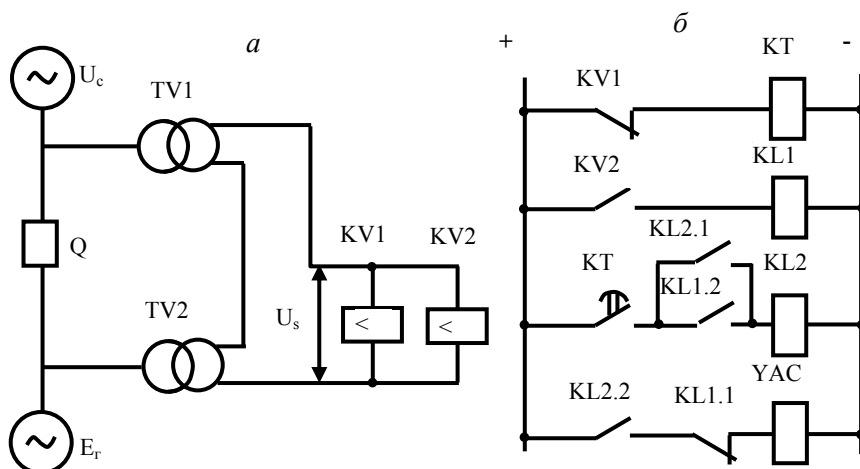 а
U_c
TV1
Q
KV1
KV2
<
<
U_s
TV2
E_г
б
+
-
KV1
KT
KV2
KL1
KL2.1
KL2
KT
KL1.2
YAC
KL2.2
KL1.1